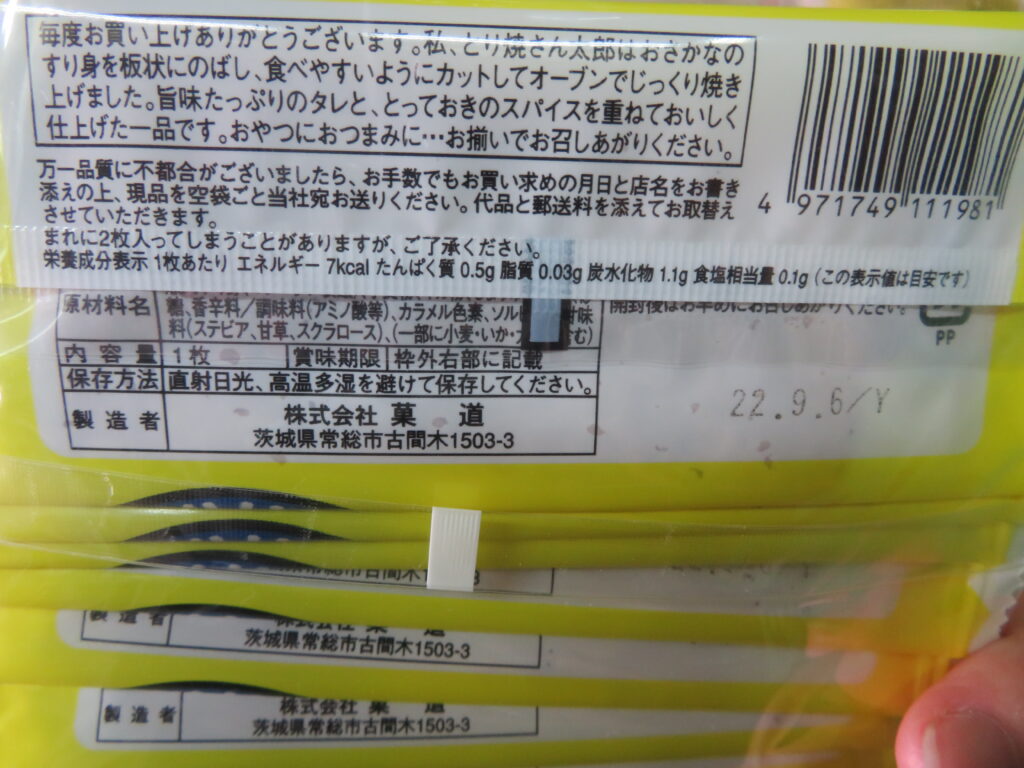 毎度お買い上げありがとうございます。私、とり焼さん太郎はおさかなの
すり身を板状にのばし、食べやすいようにカットしてオーブンでじっくり焼き
上げました。旨味たっぷりのタレと、とっておきのスパイスを重ねておいしく
仕上げた一品です。おやつにおつまみに…お揃いでお召しあがりください。
万一品質に不都合がございましたら、お手数でもお買い求めの月日と店名をお書き
添えの上、現品を空袋ごと当社宛お送りください。代品と郵送料を添えてお取替え
させていただきます。
まれに2枚入ってしまうことがありますが、ご了承ください。
栄養成分表示 1枚あたり エネルギー 7kcal たんぱく質 0.5g 脂質 0.03g 炭水化物 1.1g 食塩相当量 0.1g (この表示値は目安です)
4 971749 111981
原材料名 糖、香辛料/調味料(アミノ酸等)、カラメル色素、ソル 味
料(ステビア、甘草、スクラロース)、(一部に小麦・いか・ む)
開封後はお早めにお召しあがりください。
PP
内容量 1枚 賞味期限 枠外右部に記載
保存方法 直射日光、高温多湿を避けて保存してください。
製造者 株式会社 菓道
茨城県常総市古間木1503-3
22.9.6/Y
製造者 株式会社 菓道
茨城県常総市古間木1503-3
製造者 株式会社 菓道
茨城県常総市古間木1503-3